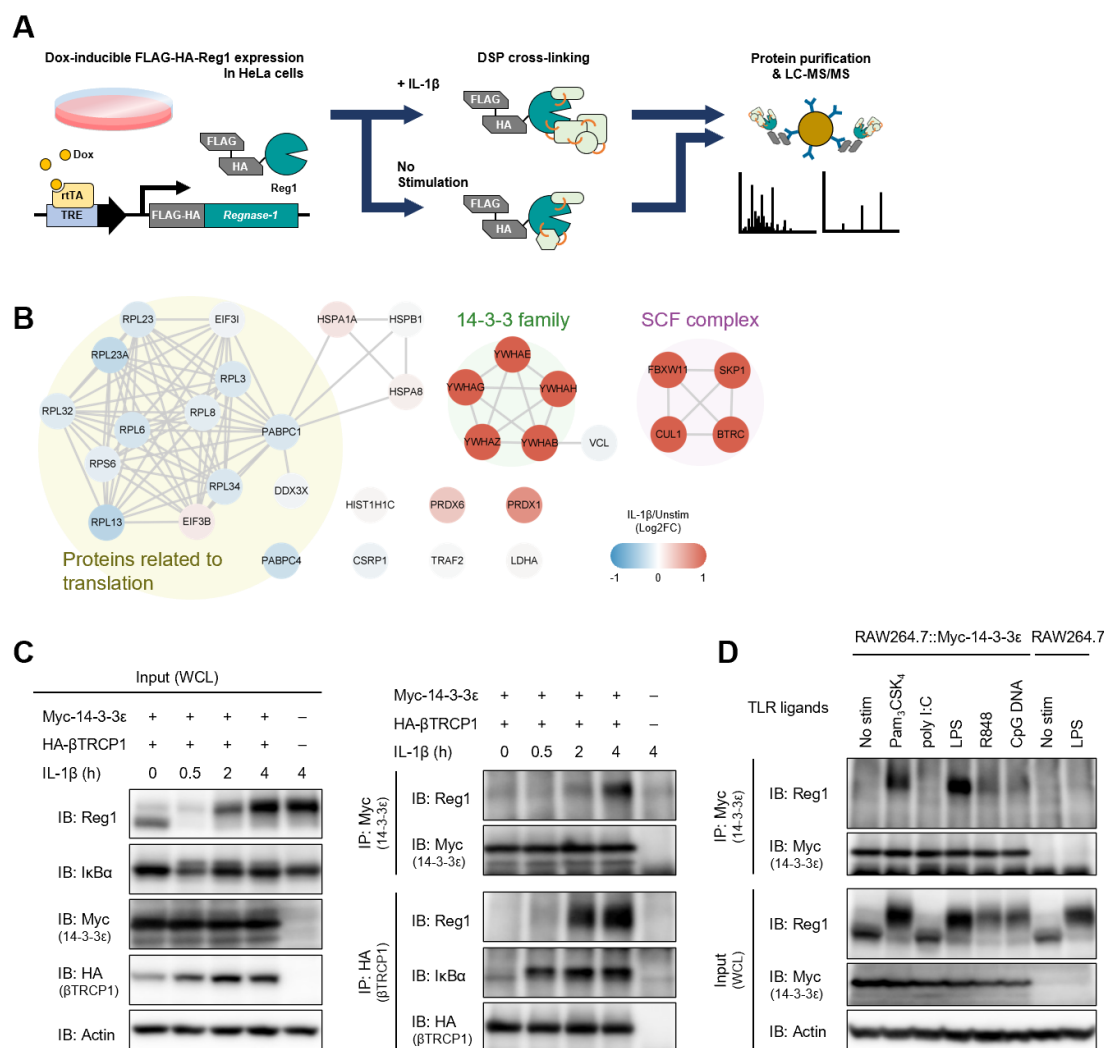 A
Dox-inducible FLAG-HA-Reg1 expression
In HeLa cells
Dox
rtTA
TRE
FLAG
HA
Reg1
FLAG-HA
Regnase-1
+ IL-1β
No
Stimulation
DSP cross-linking
FLAG
HA
FLAG
HA
Protein purification
& LC-MS/MS
B
RPL23
EIF3I
RPL23A
RPL3
RPL32
RPL8
RPL6
PABPC1
RPS6
RPL34
DDX3X
RPL13
EIF3B
PABPC4
Proteins related to
translation
HSPA1A
HSPB1
HSPA8
14-3-3 family
YWHAE
YWHAG
YWHAH
YWHAZ
YWHAB
VCL
SCF complex
FBXW11
SKP1
CUL1
BTRC
HIST1H1C
PRDX6
PRDX1
CSRP1
TRAF2
LDHA
IL-1β/Unstim
(Log2FC)
-1 0 1
C
Input (WCL)
Myc-14-3-3ε + + + + –
HA-βTRCP1 + + + + –
IL-1β (h) 0 0.5 2 4 4
IB: Reg1
IB: IκBα
IB: Myc
(14-3-3ε)
IB: HA
(βTRCP1)
IB: Actin
Myc-14-3-3ε + + + + –
HA-βTRCP1 + + + + –
IL-1β (h) 0 0.5 2 4 4
IP: Myc
(14-3-3ε)
IB: Reg1
IB: Myc
(14-3-3ε)
IP: HA
(βTRCP1)
IB: Reg1
IB: IκBα
IB: HA
(βTRCP1)
D
RAW264.7::Myc-14-3-3ε RAW264.7
TLR ligands
No stim
Pam₃CSK₄
poly I:C
LPS
R848
CpG DNA
No stim
LPS
IP: Myc
(14-3-3ε)
IB: Reg1
IB: Myc
(14-3-3ε)
Input
(WCL)
IB: Reg1
IB: Myc
(14-3-3ε)
IB: Actin